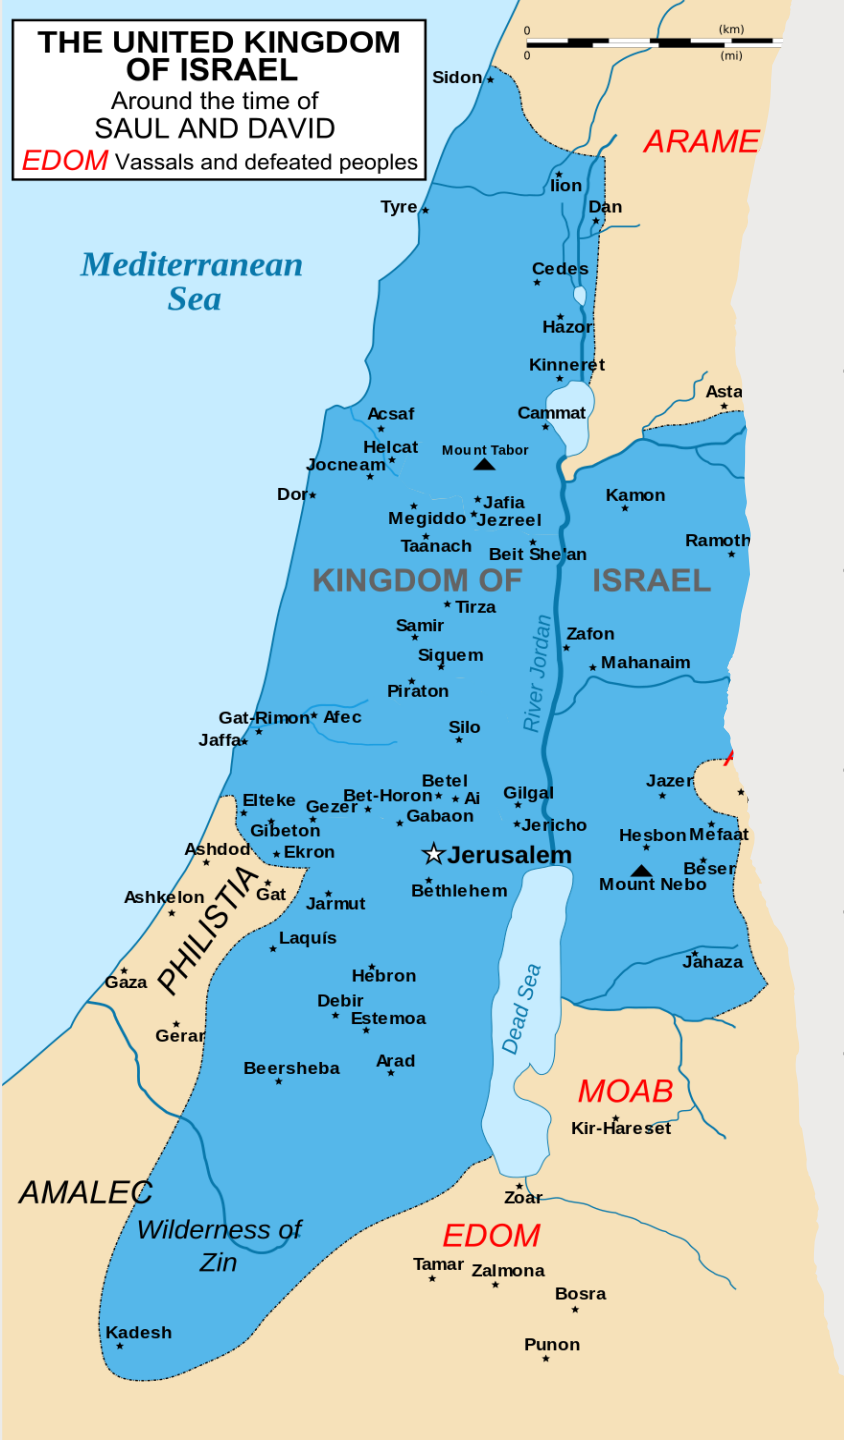 THE UNITED KINGDOM
OF ISRAEL
Around the time of
SAUL AND DAVID
EDOM Vassals and defeated peoples
0 (km)
0 (mi)
Sidon
ARAME
Iion
Tyre
Dan
Mediterranean
Sea
Cedes
Hazor
Kinneret
Asta
Acsaf
Cammat
Helcat
Mount Tabor
Jocneam
Dor
Jafia
Kamon
Megiddo
Jezreel
Taanach
Beit She'an
Ramoth
KINGDOM OF ISRAEL
Tirza
Samir
Zafon
Siquem
Mahanaim
Piraton
River Jordan
Gat-Rimon
Afec
Silo
Jaffa
Betel
Jazer
Bet-Horon
Ai
Gilgal
Elteke
Gezer
Gabaon
Gibeton
Jericho
Hesbon
Mefaat
Ashdod
Ekron
Jerusalem
Beser
Mount Nebo
Ashkelon
Gat
Bethlehem
Jarmut
PHILISTIA
Laquís
Jahaza
Hebron
Gaza
Debir
Dead Sea
Estemoa
Gerar
Arad
Beersheba
MOAB
Kir-Hareset
AMALEC
Zoar
Wilderness of
Zin
EDOM
Tamar
Zalmona
Bosra
Kadesh
Punon